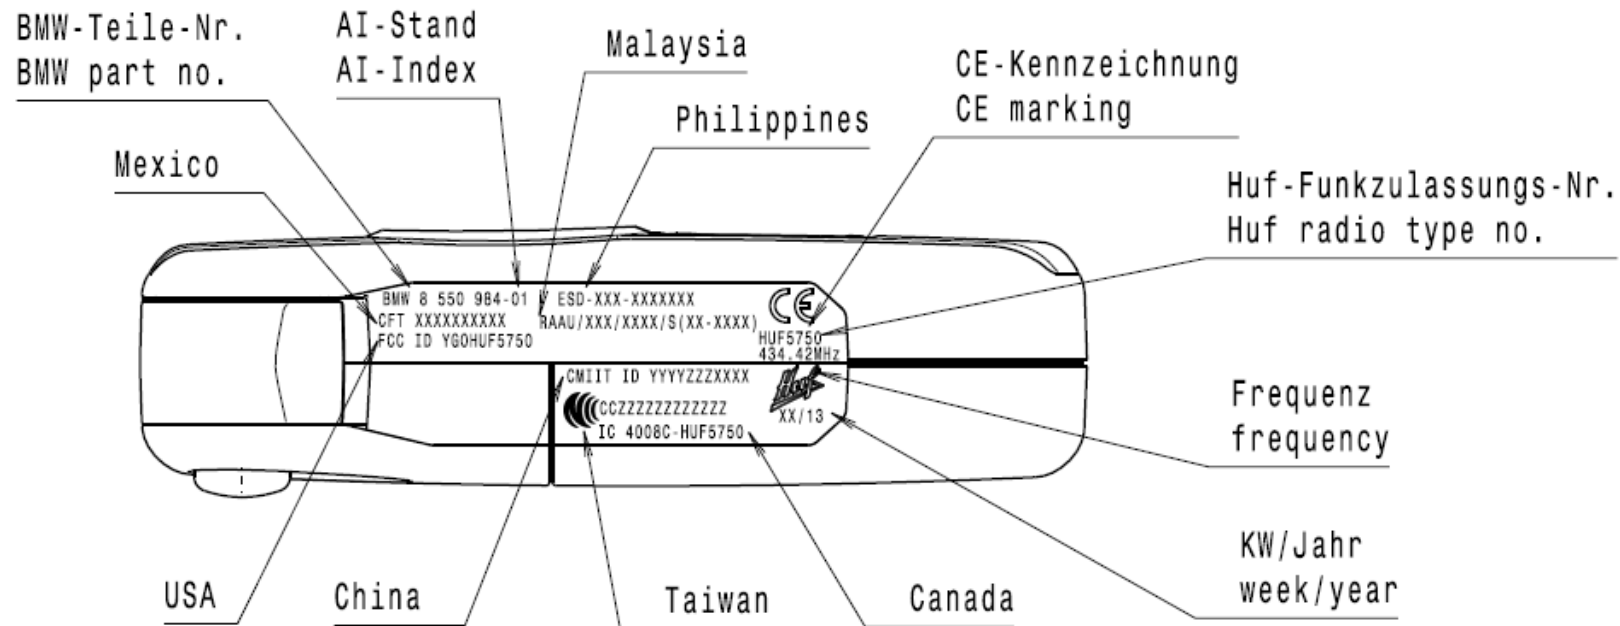 BMW-Teile-Nr.
BMW part no.
AI-Stand
AI-Index
Malaysia
Philippines
CE-Kennzeichnung
CE marking
Mexico
Huf-Funkzulassungs-Nr.
Huf radio type no.
BMW 8 550 984-01
ESD-XXX-XXXXXXX
CE
CFT XXXXXXXXXX
RAAU/XXX/XXXX/S(XX-XXXX)
FCC ID YGOHUF5750
HUF5750
434.42MHz
CMIIT ID YYYYZZZXXXX
Huf
CCZZZZZZZZZZZZ
XX/13
IC 4008C-HUF5750
Frequenz
frequency
KW/Jahr
week/year
USA
China
Taiwan
Canada